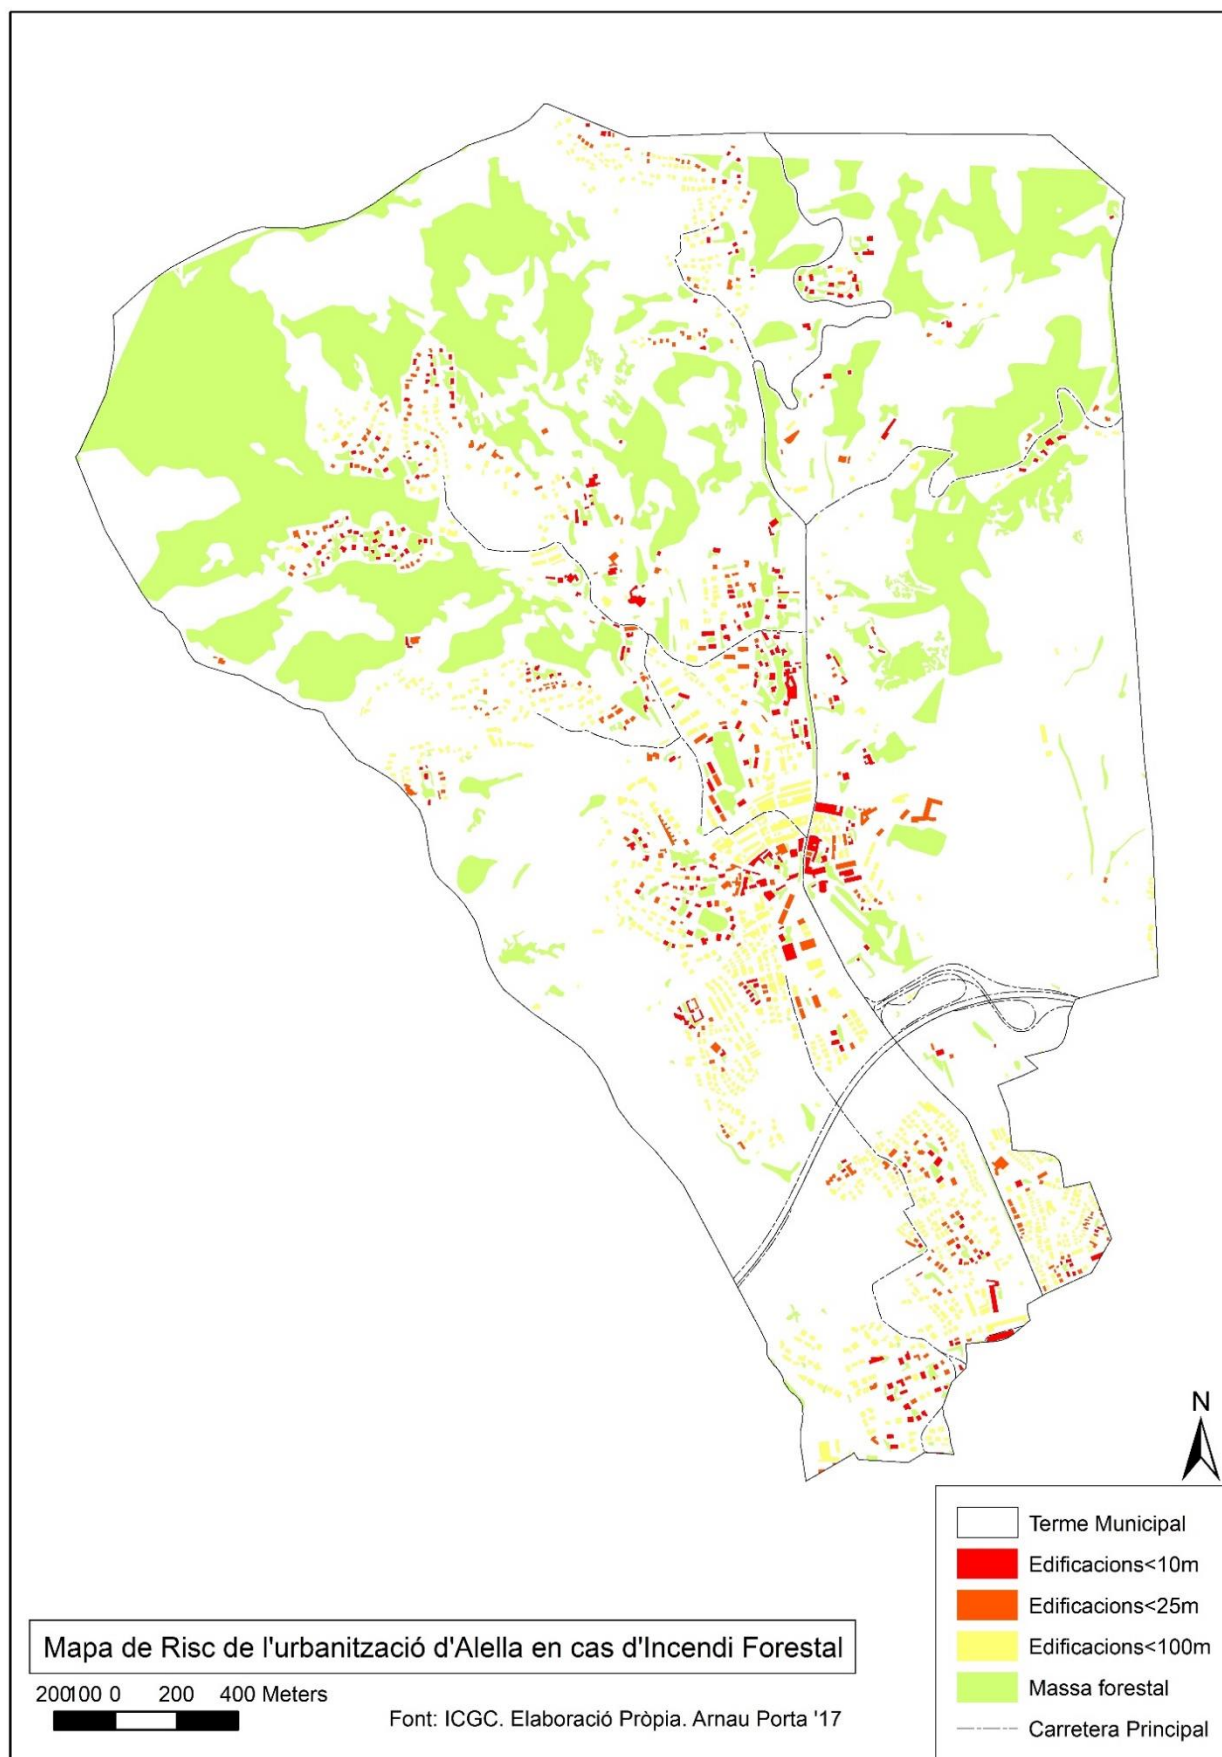 N
Terme Municipal
Edificacions<10m
Edificacions<25m
Edificacions<100m
Massa forestal
Carretera Principal
Mapa de Risc de l'urbanització d'Alella en cas d'Incendi Forestal
200100 0 200 400 Meters
Font: ICGC. Elaboració Pròpia. Arnau Porta '17